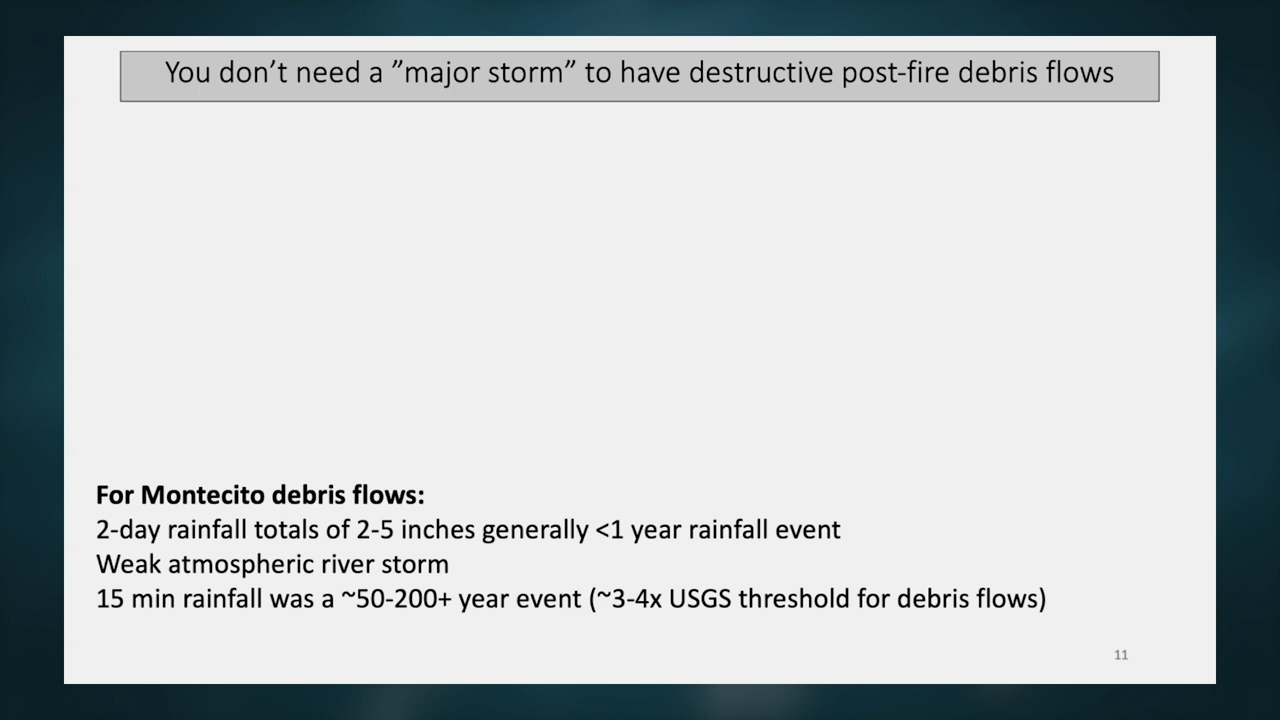 You don’t need a ”major storm” to have destructive post-fire debris flows
For Montecito debris flows:
2-day rainfall totals of 2-5 inches generally <1 year rainfall event
Weak atmospheric river storm
15 min rainfall was a ~50-200+ year event (~3-4x USGS threshold for debris flows)
11